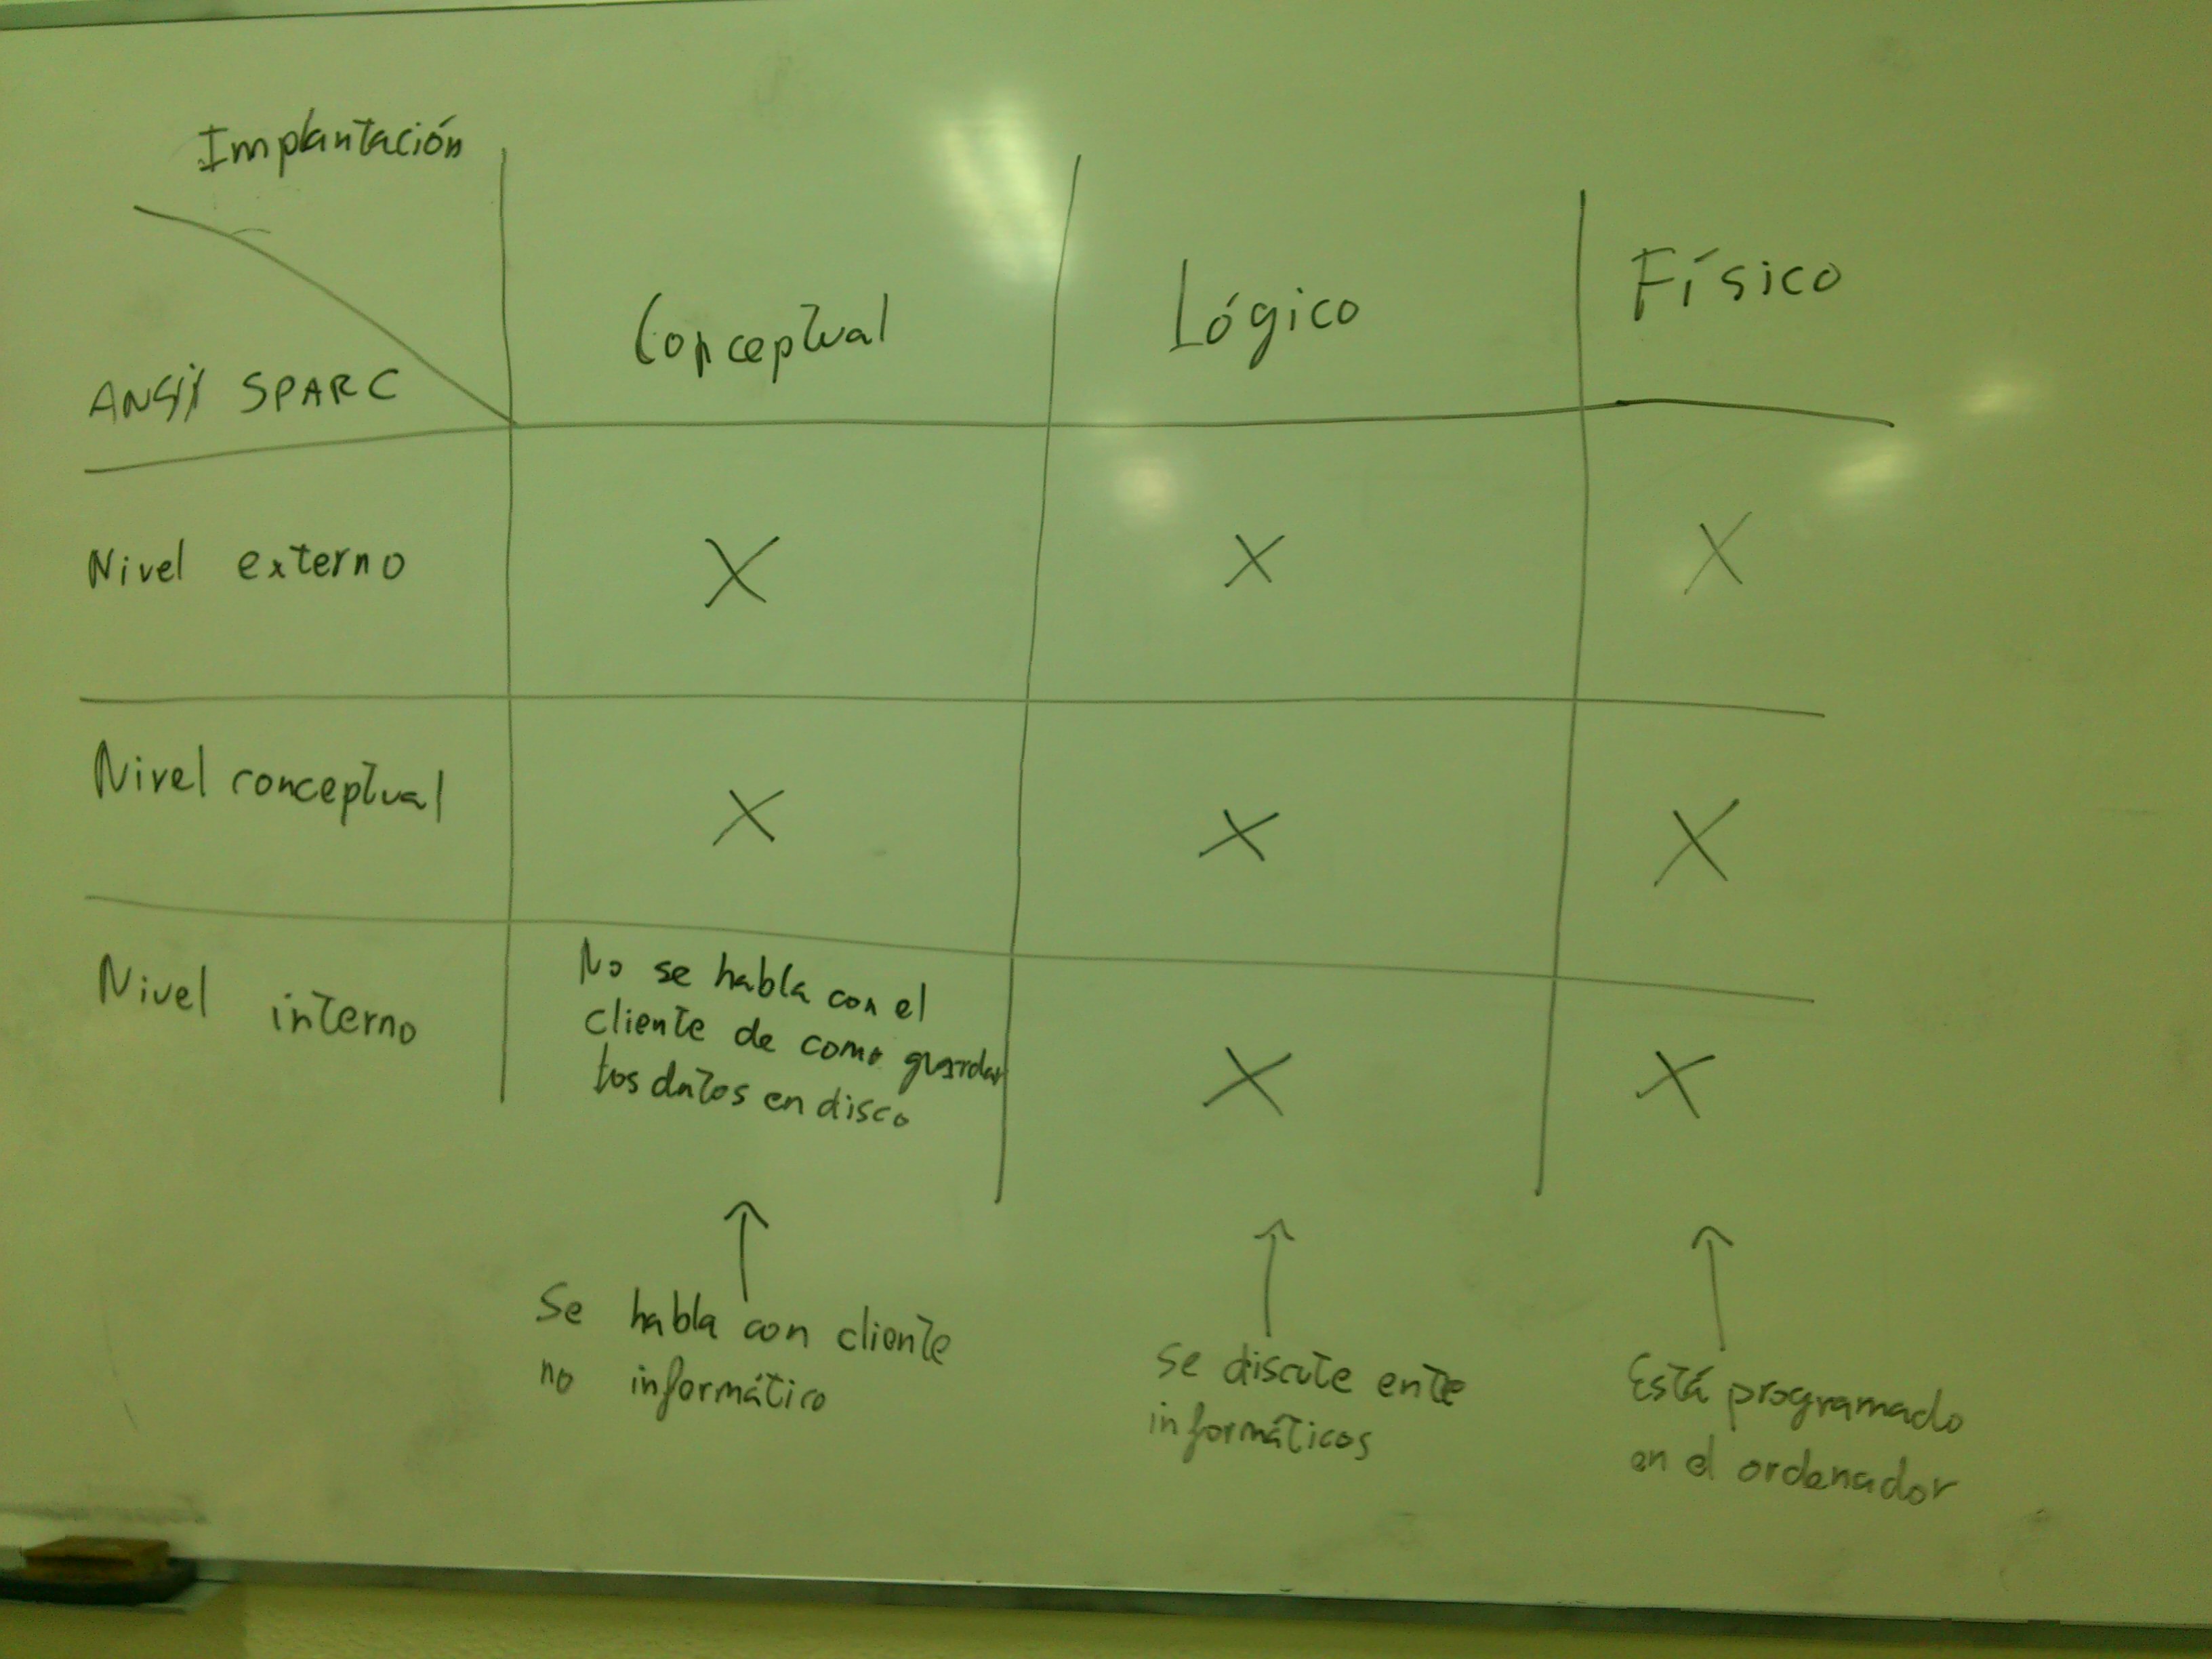 Implantación
ANSI SPARC
Conceptual
Lógico
Físico
Nivel externo
X
X
X
Nivel conceptual
X
X
X
Nivel interno
No se habla con el
cliente de como guardar
los datos en disco
X
X
Se habla con cliente
no informático
Se discute ente
informáticos
Está programado
en el ordenador